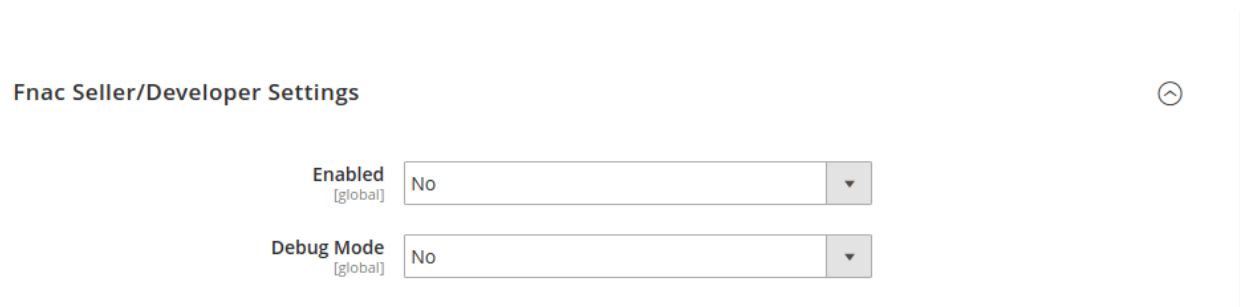 Fnac Seller/Developer Settings
Enabled
[global]
No
Debug Mode
[global]
No